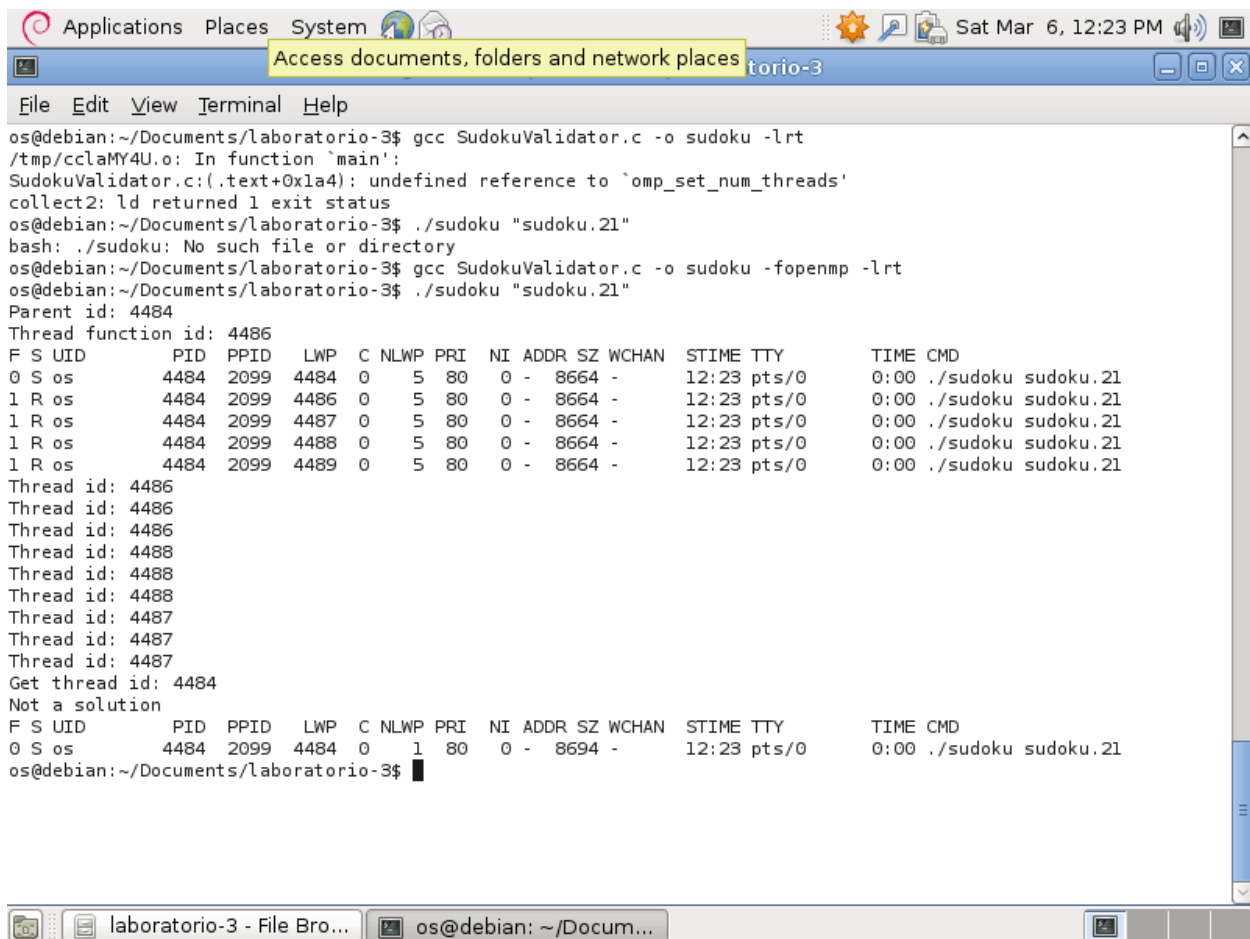 Applications Places System Sat Mar 6, 12:23 PM
Access documents, folders and network places
torio-3
File Edit View Terminal Help
os@debian:~/Documents/laboratorio-3$ gcc SudokuValidator.c -o sudoku -lrt
/tmp/cclaMY4U.o: In function `main':
SudokuValidator.c:(.text+0x1a4): undefined reference to `omp_set_num_threads'
collect2: ld returned 1 exit status
os@debian:~/Documents/laboratorio-3$ ./sudoku "sudoku.21"
bash: ./sudoku: No such file or directory
os@debian:~/Documents/laboratorio-3$ gcc SudokuValidator.c -o sudoku -fopenmp -lrt
os@debian:~/Documents/laboratorio-3$ ./sudoku "sudoku.21"
Parent id: 4484
Thread function id: 4486
F S UID PID PPID LWP C NLWP PRI NI ADDR SZ WCHAN STIME TTY TIME CMD
0 S os 4484 2099 4484 0 5 80 0 - 8664 - 12:23 pts/0 0:00 ./sudoku sudoku.21
1 R os 4484 2099 4486 0 5 80 0 - 8664 - 12:23 pts/0 0:00 ./sudoku sudoku.21
1 R os 4484 2099 4487 0 5 80 0 - 8664 - 12:23 pts/0 0:00 ./sudoku sudoku.21
1 R os 4484 2099 4488 0 5 80 0 - 8664 - 12:23 pts/0 0:00 ./sudoku sudoku.21
1 R os 4484 2099 4489 0 5 80 0 - 8664 - 12:23 pts/0 0:00 ./sudoku sudoku.21
Thread id: 4486
Thread id: 4486
Thread id: 4486
Thread id: 4488
Thread id: 4488
Thread id: 4488
Thread id: 4487
Thread id: 4487
Thread id: 4487
Get thread id: 4484
Not a solution
F S UID PID PPID LWP C NLWP PRI NI ADDR SZ WCHAN STIME TTY TIME CMD
0 S os 4484 2099 4484 0 1 80 0 - 8694 - 12:23 pts/0 0:00 ./sudoku sudoku.21
os@debian:~/Documents/laboratorio-3$
laboratorio-3 - File Bro... os@debian: ~/Docum...